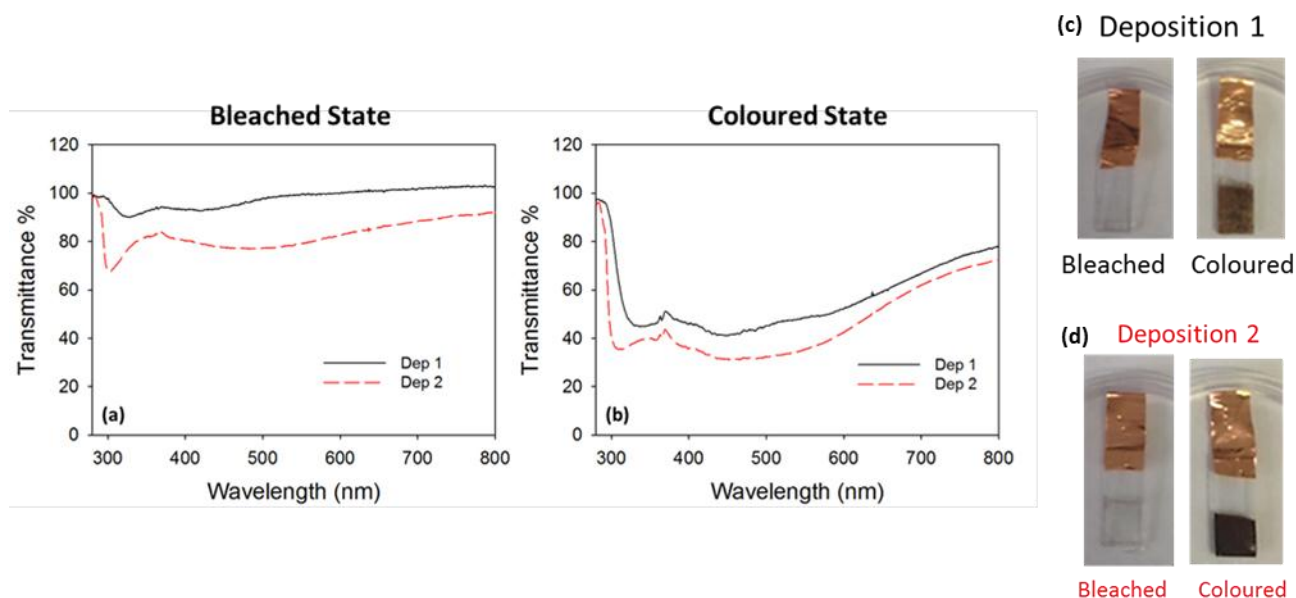 Bleached State
120
100
80
60
40
20
0
Transmittance %
Dep 1
Dep 2
(a)
300 400 500 600 700 800
Wavelength (nm)
Coloured State
120
100
80
60
40
20
0
Transmittance %
Dep 1
Dep 2
(b)
300 400 500 600 700 800
Wavelength (nm)
(c) Deposition 1
Bleached Coloured
(d) Deposition 2
Bleached Coloured